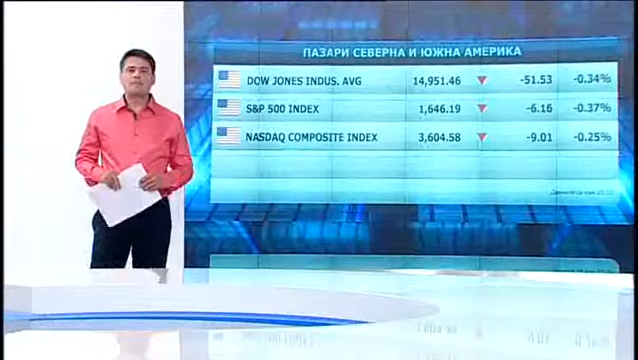 ПАЗАРИ СЕВЕРНА И ЮЖНА АМЕРИКА
DOW JONES INDUS. AVG 14,951.46 -51.53 -0.34%
S&P 500 INDEX 1,646.19 -6.16 -0.37%
NASDAQ COMPOSITE INDEX 3,604.58 -9.01 -0.25%